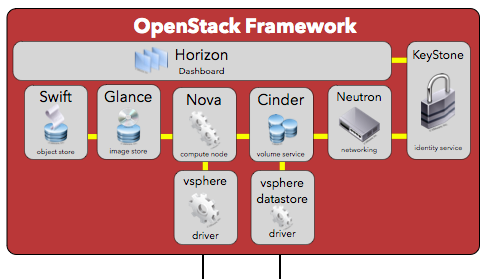 OpenStack Framework
Horizon
Dashboard
KeyStone
identity service
Swift
object store
Glance
image store
Nova
compute node
Cinder
volume service
Neutron
networking
vsphere
driver
vsphere
datastore
driver